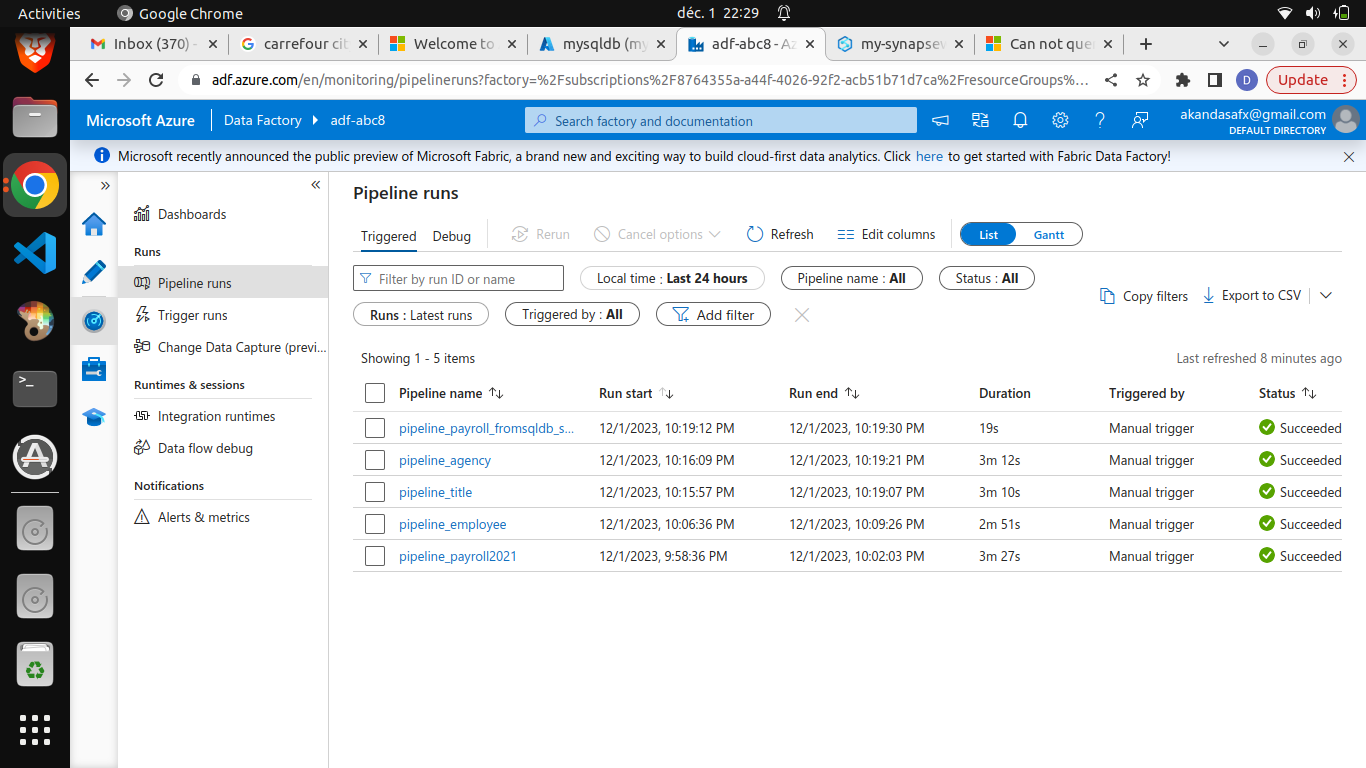 Activities Google Chrome déc. 1 22:29
Inbox (370) - carrefour cit Welcome to mysqldb (my adf-abc8 - Az my-synapsew Can not que
adf.azure.com/en/monitoring/pipelineruns?factory=%2Fsubscriptions%2F8764355a-a44f-4026-92f2-acb51b71d7ca%2FresourceGroups%... D Update
Microsoft Azure Data Factory adf-abc8 Search factory and documentation akandasafx@gmail.com
DEFAULT DIRECTORY
Microsoft recently announced the public preview of Microsoft Fabric, a brand new and exciting way to build cloud-first data analytics. Click here to get started with Fabric Data Factory!
Dashboards
Runs
Pipeline runs
Trigger runs
Change Data Capture (previ...
Runtimes & sessions
Integration runtimes
Data flow debug
Notifications
Alerts & metrics
Pipeline runs
Triggered Debug Rerun Cancel options Refresh Edit columns List Gantt
Filter by run ID or name Local time : Last 24 hours Pipeline name : All Status : All
Copy filters Export to CSV
Runs : Latest runs Triggered by : All Add filter
Showing 1 - 5 items Last refreshed 8 minutes ago
Pipeline name Run start Run end Duration Triggered by Status
pipeline_payroll_fromsqldb_s... 12/1/2023, 10:19:12 PM 12/1/2023, 10:19:30 PM 19s Manual trigger Succeeded
pipeline_agency 12/1/2023, 10:16:09 PM 12/1/2023, 10:19:21 PM 3m 12s Manual trigger Succeeded
pipeline_title 12/1/2023, 10:15:57 PM 12/1/2023, 10:19:07 PM 3m 10s Manual trigger Succeeded
pipeline_employee 12/1/2023, 10:06:36 PM 12/1/2023, 10:09:26 PM 2m 51s Manual trigger Succeeded
pipeline_payroll2021 12/1/2023, 9:58:36 PM 12/1/2023, 10:02:03 PM 3m 27s Manual trigger Succeeded